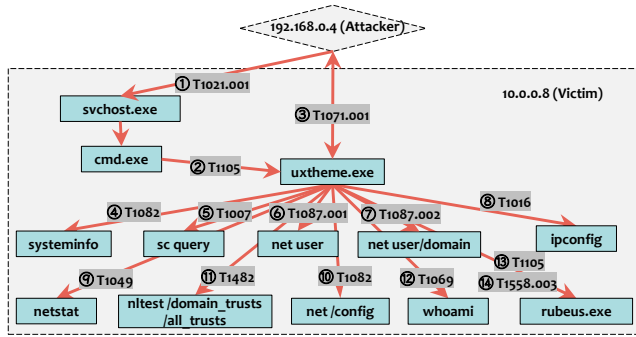 192.168.0.4 (Attacker)
① T1021.001
10.0.0.8 (Victim)
svchost.exe
③ T1071.001
cmd.exe
② T1105
uxtheme.exe
④ T1082
⑤ T1007
⑥ T1087.001
⑦ T1087.002
⑧ T1016
systeminfo
sc query
net user
net user/domain
ipconfig
⑨ T1049
⑪ T1482
⑩ T1082
⑫ T1069
⑬ T1105
⑭ T1558.003
netstat
nltest /domain_trusts
/all_trusts
net /config
whoami
rubeus.exe